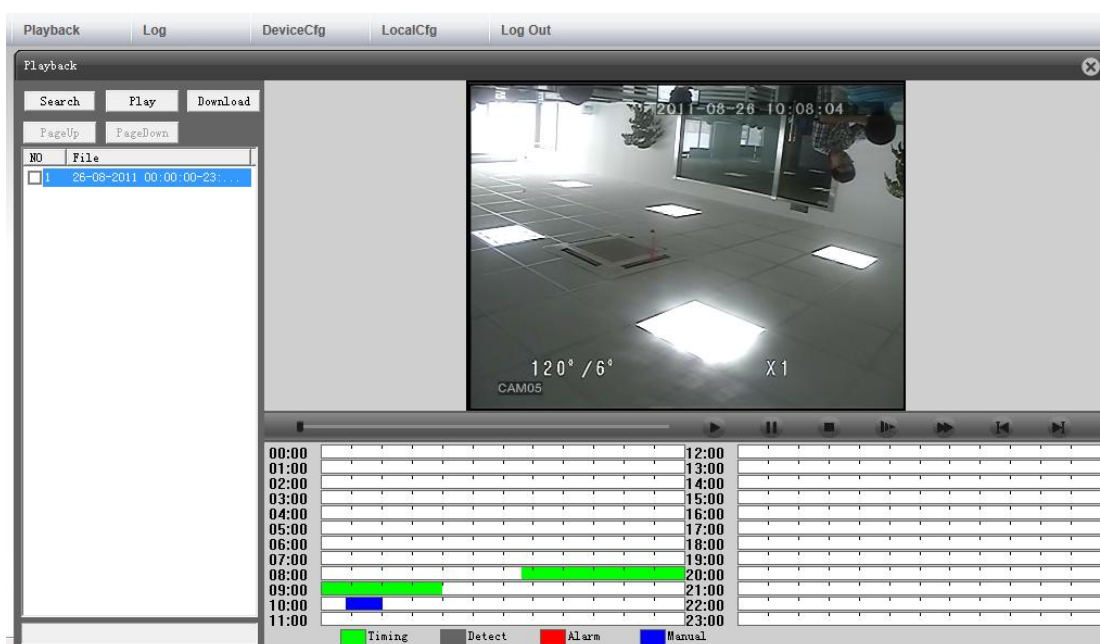 Playback Log DeviceCfg LocalCfg Log Out
Playback
Search Play Download
PageUp PageDown
NO File
1 26-08-2011 00:00:00-23:...
2011-08-26 10:08:04
120°/6° X1
CAM05
00:00 12:00
01:00 13:00
02:00 14:00
03:00 15:00
04:00 16:00
05:00 17:00
06:00 18:00
07:00 19:00
08:00 20:00
09:00 21:00
10:00 22:00
11:00 23:00
Timing Detect Alarm Manual